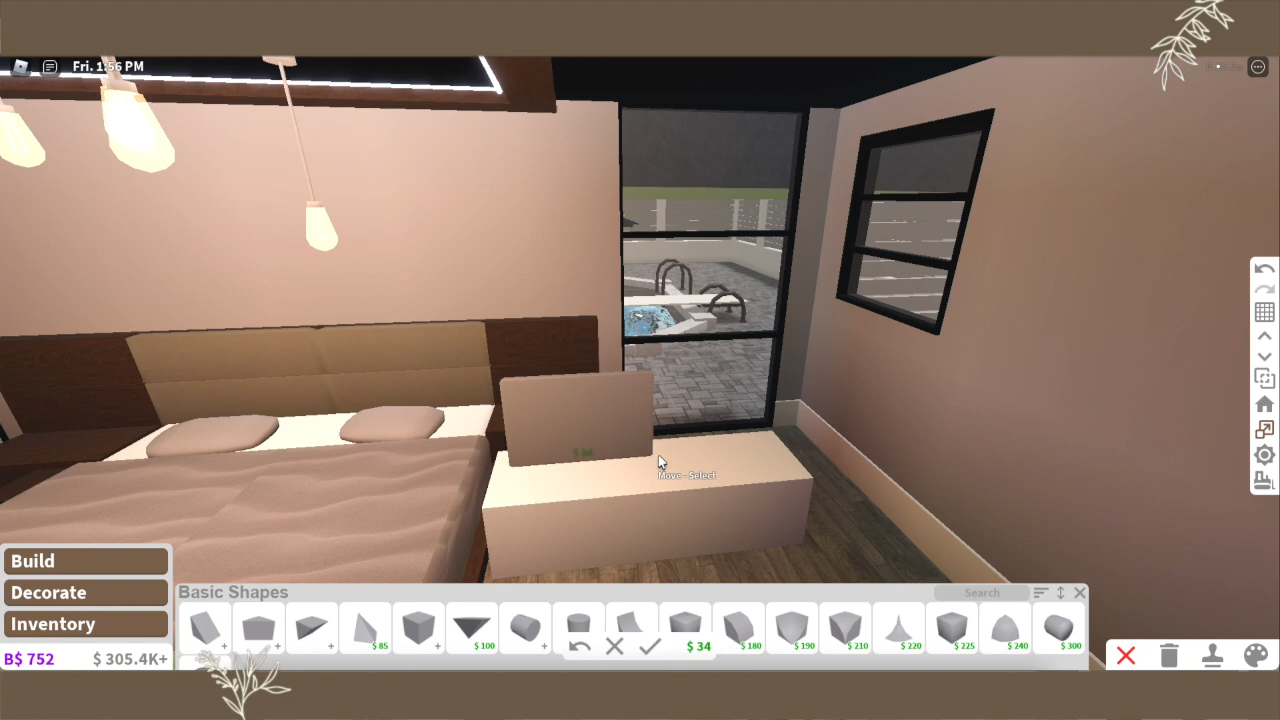 Fri. 1:56 PM
Move - Select
Build
Decorate
Inventory
B$ 752
$ 305.4K+
Basic Shapes
Search
+
+
+
$ 85
+
$ 100
+
$ 34
$ 180
$ 190
$ 210
$ 220
$ 225
$ 240
$ 300